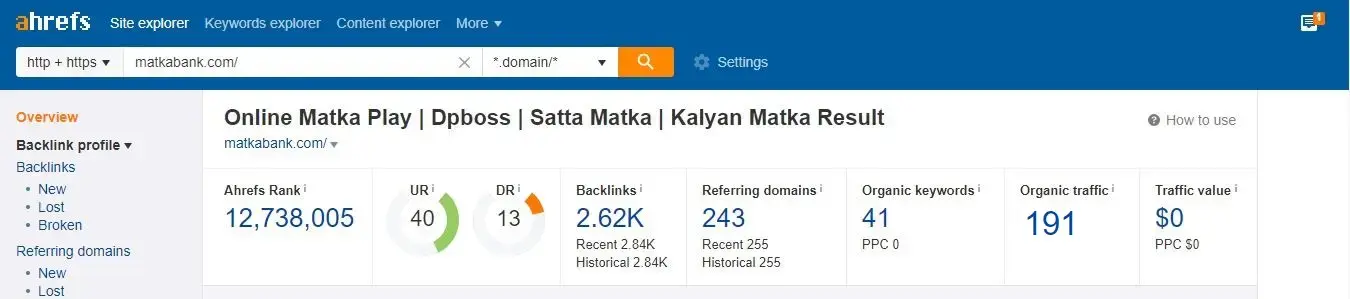 ahrefs Site explorer Keywords explorer Content explorer More 1
http + https matkabank.com/ *.domain/* Settings
Overview
Backlink profile
Backlinks
• New
• Lost
• Broken
Referring domains
• New
• Lost
Online Matka Play | Dpboss | Satta Matka | Kalyan Matka Result
How to use
matkabank.com/
Ahrefs Rank i
12,738,005
UR i
40
DR i
13
Backlinks i
2.62K
Recent 2.84K
Historical 2.84K
Referring domains i
243
Recent 255
Historical 255
Organic keywords i
41
PPC 0
Organic traffic i
191
Traffic value i
$0
PPC $0